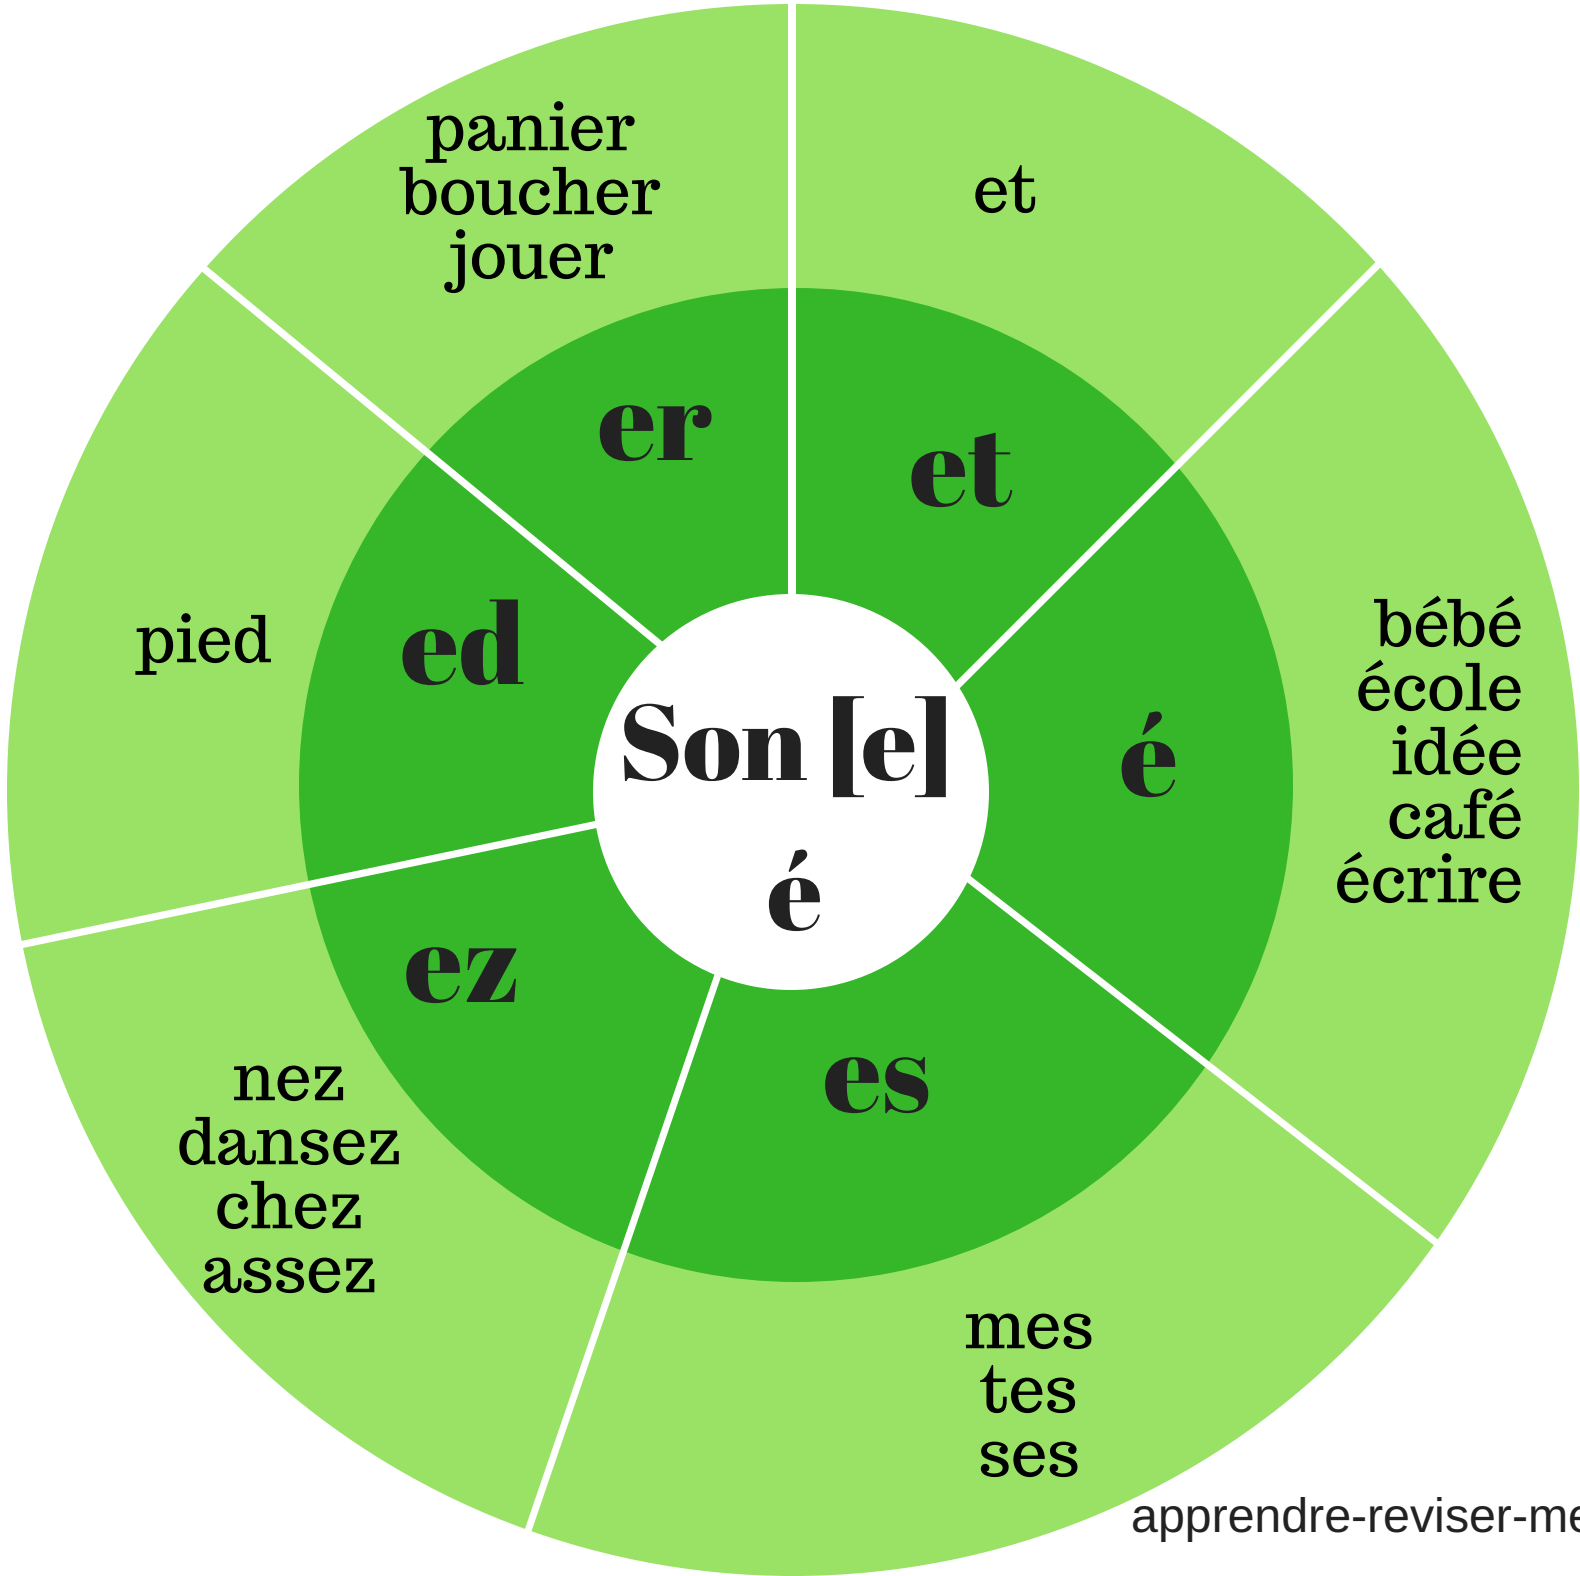 panier
boucher
jouer
et
er
et
pied
ed
bébé
école
idée
café
écrire
é
Son [e]
é
ez
nez
dansez
chez
assez
es
mes
tes
ses
apprendre-reviser-me